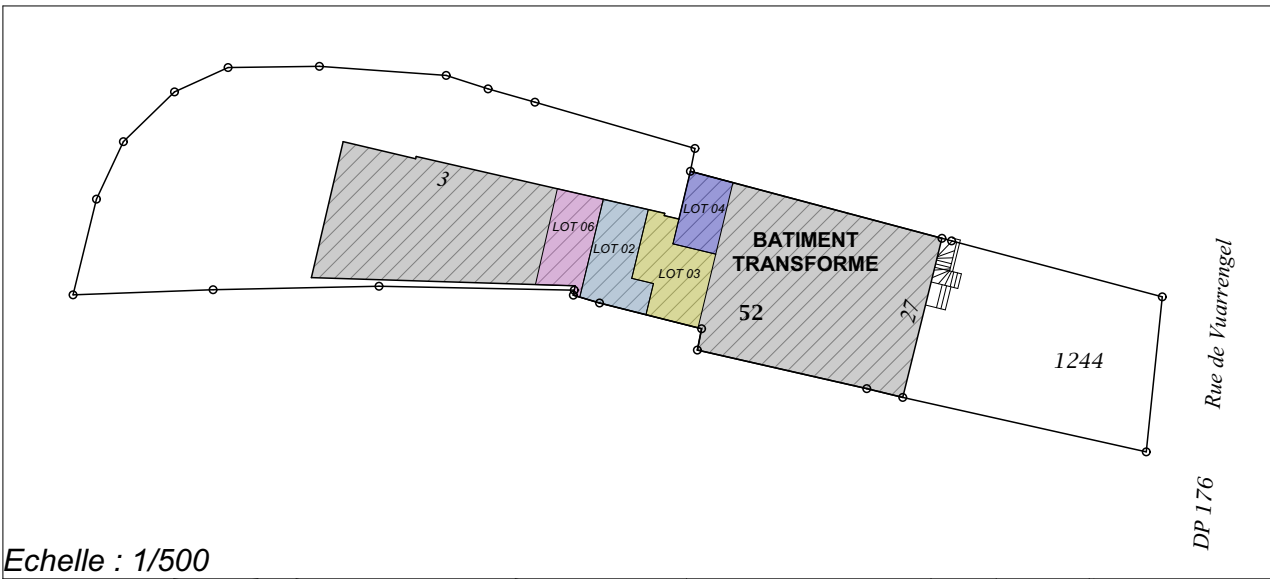 3
LOT 06
LOT 02
LOT 03
LOT 04
BATIMENT
TRANSFORME
52
27
1244
Rue de Vuarrengel
DP 176
Echelle : 1/500